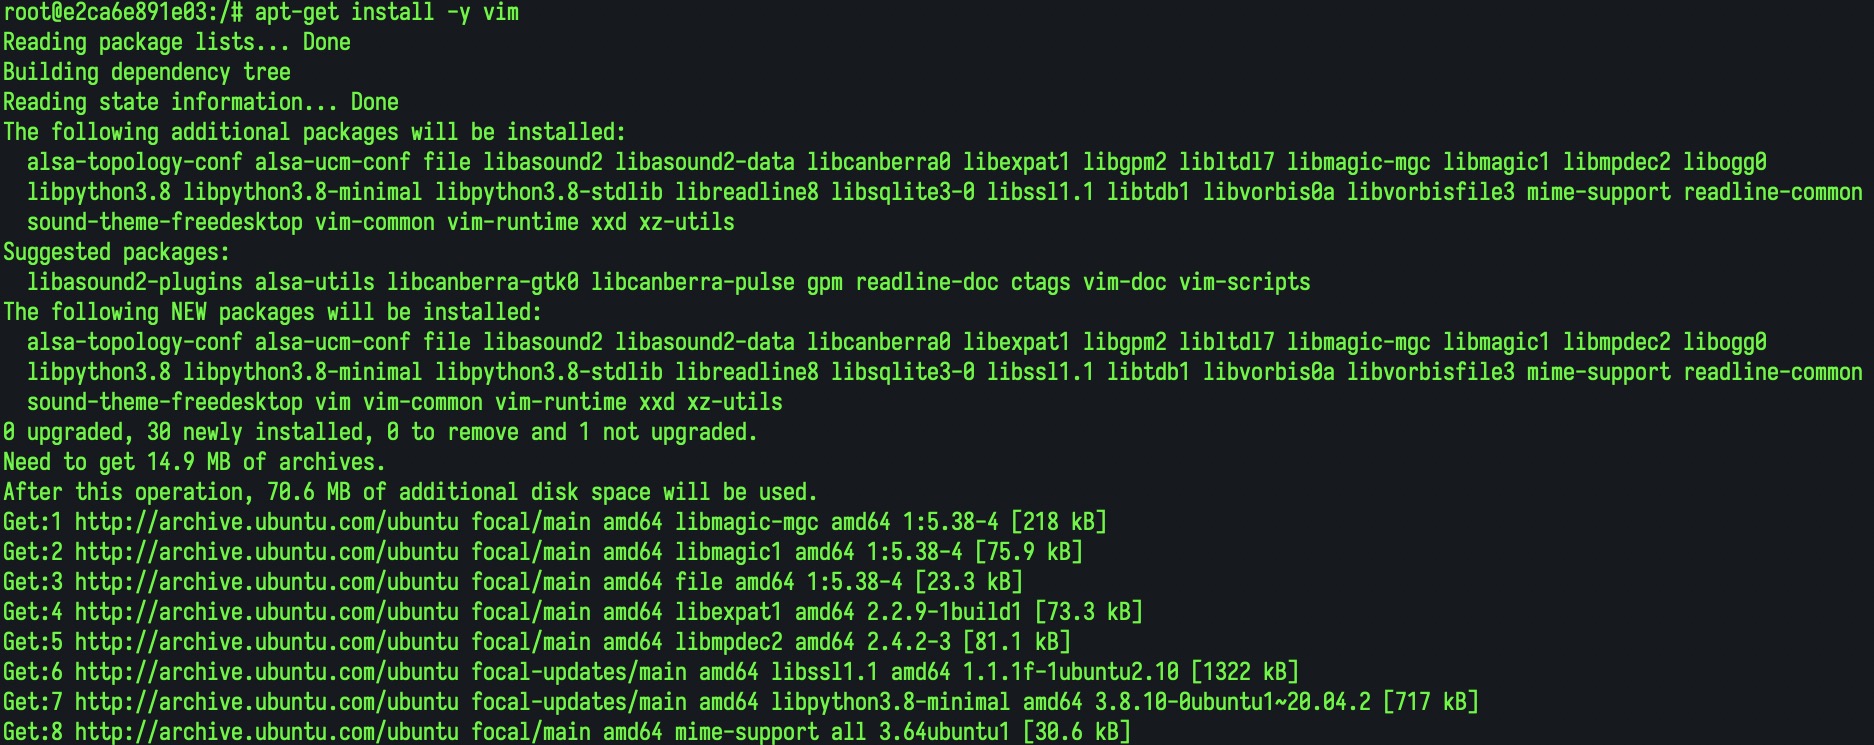 root@e2ca6e891e03:/# apt-get install -y vim
Reading package lists... Done
Building dependency tree
Reading state information... Done
The following additional packages will be installed:
  alsa-topology-conf alsa-ucm-conf file libasound2 libasound2-data libcanberra0 libexpat1 libgpm2 libltdl7 libmagic-mgc libmagic1 libmpdec2 libogg0
  libpython3.8 libpython3.8-minimal libpython3.8-stdlib libreadline8 libsqlite3-0 libssl1.1 libtdb1 libvorbis0a libvorbisfile3 mime-support readline-common
  sound-theme-freedesktop vim-common vim-runtime xxd xz-utils
Suggested packages:
  libasound2-plugins alsa-utils libcanberra-gtk0 libcanberra-pulse gpm readline-doc ctags vim-doc vim-scripts
The following NEW packages will be installed:
  alsa-topology-conf alsa-ucm-conf file libasound2 libasound2-data libcanberra0 libexpat1 libgpm2 libltdl7 libmagic-mgc libmagic1 libmpdec2 libogg0
  libpython3.8 libpython3.8-minimal libpython3.8-stdlib libreadline8 libsqlite3-0 libssl1.1 libtdb1 libvorbis0a libvorbisfile3 mime-support readline-common
  sound-theme-freedesktop vim vim-common vim-runtime xxd xz-utils
0 upgraded, 30 newly installed, 0 to remove and 1 not upgraded.
Need to get 14.9 MB of archives.
After this operation, 70.6 MB of additional disk space will be used.
Get:1 http://archive.ubuntu.com/ubuntu focal/main amd64 libmagic-mgc amd64 1:5.38-4 [218 kB]
Get:2 http://archive.ubuntu.com/ubuntu focal/main amd64 libmagic1 amd64 1:5.38-4 [75.9 kB]
Get:3 http://archive.ubuntu.com/ubuntu focal/main amd64 file amd64 1:5.38-4 [23.3 kB]
Get:4 http://archive.ubuntu.com/ubuntu focal/main amd64 libexpat1 amd64 2.2.9-1build1 [73.3 kB]
Get:5 http://archive.ubuntu.com/ubuntu focal/main amd64 libmpdec2 amd64 2.4.2-3 [81.1 kB]
Get:6 http://archive.ubuntu.com/ubuntu focal-updates/main amd64 libssl1.1 amd64 1.1.1f-1ubuntu2.10 [1322 kB]
Get:7 http://archive.ubuntu.com/ubuntu focal-updates/main amd64 libpython3.8-minimal amd64 3.8.10-0ubuntu1~20.04.2 [717 kB]
Get:8 http://archive.ubuntu.com/ubuntu focal/main amd64 mime-support all 3.64ubuntu1 [30.6 kB]